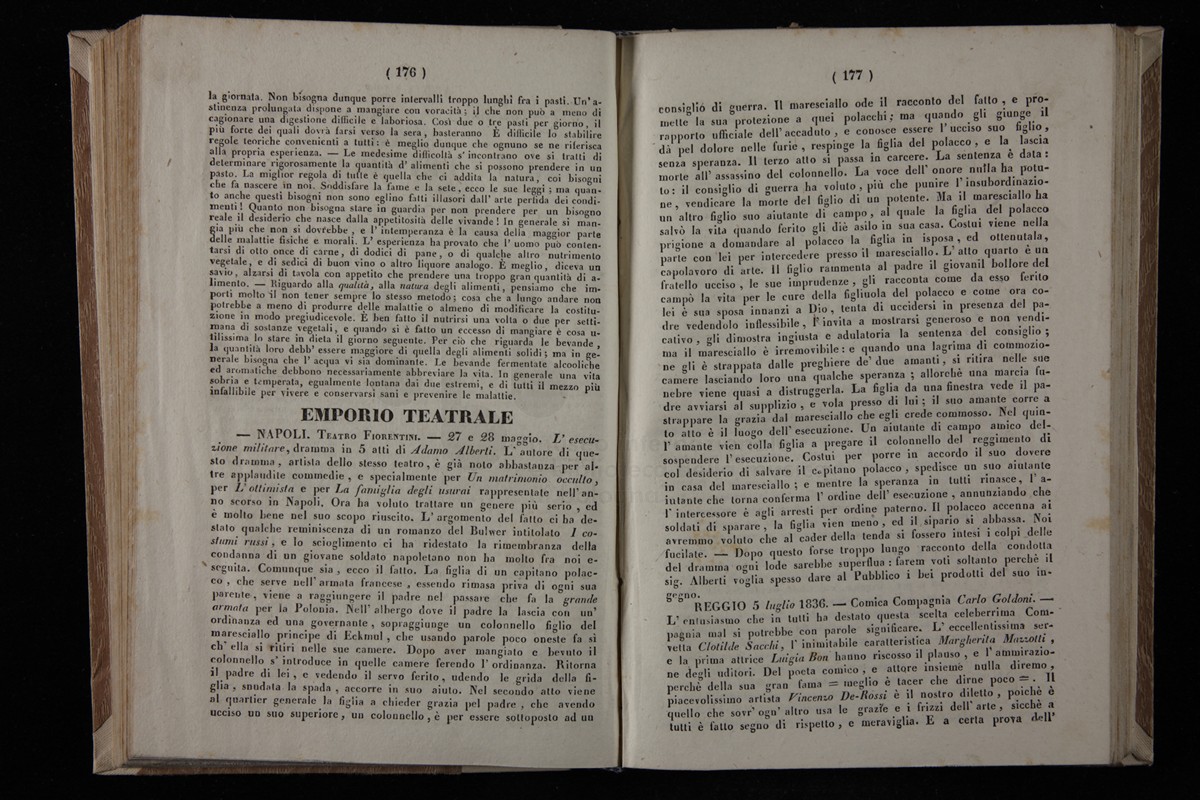 ( 176 )
la giornata. Non bisogna dunque porre intervalli troppo lunghi fra i pasti. Un' a-
stinenza prolungata dispone a mangiare con voracità ; il che non può a meno di
cagionare una digestione difficile e laboriosa. Così due o tre pasti per giorno, il
più forte dei quali dovrà farsi verso la sera, basteranno È difficile lo stabilire
regole teoriche convenienti a tutti: è meglio dunque che ognuno se ne riferisca
alla propria esperienza. — Le medesime difficoltà s' incontrano ove si tratti di
determinare rigorosamente la quantità d' alimenti che si possono prendere in un
pasto. La miglior regola di tutte è quella che ci addita la natura, coi bisogni
che fa nascere in noi. Soddisfare la fame e la sete, ecco le sue leggi ; ma quan-
to anche questi bisogni non sono eglino fatti illusori dall' arte perfida dei condi-
menti ! Quanto non bisogna stare in guardia per non prendere per un bisogno
reale il desiderio che nasce dalla appetitosità delle vivande ! In generale si man-
gia più che non si dovrebbe , e l' intemperanza è la causa della maggior parte
delle malattie fisiche e morali. L' esperienza ha provato che l' uomo può conten-
tarsi di otto once di carne, di dodici di pane, o di qualche altro nutrimento
vegetale, e di sedici di buon vino o altro liquore analogo. È meglio, diceva un
savio, alzarsi di tavola con appetito che prendere una troppo gran quantità di a-
limento. — Riguardo alla qualità, alla natura degli alimenti, pensiamo che im-
porti molto il non tener sempre lo stesso metodo; cosa che a lungo andare non
potrebbe a meno di produrre delle malattie o almeno di modificare la costitu-
zione in modo pregiudicevole. È ben fatto il nutrirsi una volta o due per setti-
mana di sostanze vegetali, e quando si è fatto un eccesso di mangiare è cosa u-
tilissima lo stare in dieta il giorno seguente. Per ciò che riguarda le bevande,
la quantità loro debb' essere maggiore di quella degli alimenti solidi; ma in ge-
nerale bisogna che l' acqua vi sia dominante. Le bevande fermentate alcooliche
ed aromatiche debbono necessariamente abbreviare la vita. In generale una vita
sobria e temperata, egualmente lontana dai due estremi, e di tutti il mezzo più
infallibile per vivere e conservarsi sani e prevenire le malattie.
EMPORIO TEATRALE
— NAPOLI. TEATRO FIORENTINI. — 27 e 28 maggio. L' esecu-
zione militare, dramma in 5 atti di Adamo Alberti. L' autore di que-
sto dramma, artista dello stesso teatro, è già noto abbastanza per al-
tre applaudite commedie, e specialmente per Un matrimonio occulto,
per L' ottimista e per La famiglia degli usurai rappresentate nell' an-
no scorso in Napoli. Ora ha voluto trattare un genere più serio , ed
è molto bene nel suo scopo riuscito. L' argomento del fatto ci ha de-
stato qualche reminiscenza di un romanzo del Bulwer intitolato I co-
stumi russi, e lo scioglimento ci ha ridestato la rimembranza della
condanna di un giovane soldato napoletano non ha molto fra noi e-
seguita. Comunque sia, ecco il fatto. La figlia di un capitano polac-
co , che serve nell' armata francese , essendo rimasa priva di ogni sua
parente, viene a raggiungere il padre nel passare che fa la grande
armata per la Polonia. Nell' albergo dove il padre la lascia con un'
ordinanza ed una governante, sopraggiunge un colonnello figlio del
maresciallo principe di Eckmul, che usando parole poco oneste fa si
ch' ella si ritiri nelle sue camere. Dopo aver mangiato e bevuto il
colonnello s' introduce in quelle camere ferendo l' ordinanza. Ritorna
il padre di lei, e vedendo il servo ferito, udendo le grida della fi-
glia, snudata la spada, accorre in suo aiuto. Nel secondo atto viene
al quartier generale la figlia a chieder grazia pel padre, che avendo
ucciso un suo superiore, un colonnello, è per essere sottoposto ad un
( 177 )
consiglio di guerra. Il maresciallo ode il racconto del fatto , e pro-
mette la sua protezione a quei polacchi; ma quando gli giunge il
rapporto ufficiale dell' accaduto , e conosce essere l' ucciso suo figlio,
dà pel dolore nelle furie , respinge la figlia del polacco , e la lascia
senza speranza. Il terzo atto si passa in carcere. La sentenza è data:
morte all' assassino del colonnello. La voce dell' onore nulla ha potu-
to: il consiglio di guerra ha voluto, più che punire l' insubordinazio-
ne, vendicare la morte del figlio di un potente. Ma il maresciallo ha
un altro figlio suo aiutante di campo, al quale la figlia del polacco
salvò la vita quando ferito gli diè asilo in sua casa. Costui viene nella
prigione a domandare al polacco la figlia in isposa, ed ottenutala,
parte con lei per intercedere presso il maresciallo. L' atto quarto è un
capolavoro di arte. Il figlio rammenta al padre il giovanil bollore del
fratello ucciso , le sue imprudenze , gli racconta come da esso ferito
campò la vita per le cure della figliuola del polacco e come ora co-
lei è sua sposa innanzi a Dio, tenta di uccidersi in presenza del pa-
dre vedendolo inflessibile, l' invita a mostrarsi generoso e non vendi-
cativo , gli dimostra ingiusta e adulatoria la sentenza del consiglio ;
ma il maresciallo è irremovibile: e quando una lagrima di commozio-
ne gli è strappata dalle preghiere de' due amanti, si ritira nelle sue
camere lasciando loro una qualche speranza ; allorchè una marcia fu-
nebre viene quasi a distruggerla. La figlia da una finestra vede il pa-
dre avviarsi al supplizio , e vola presso di lui; il suo amante corre a
strappare la grazia dal maresciallo che egli crede commosso. Nel quin-
to atto è il luogo dell' esecuzione. Un aiutante di campo amico del-
l' amante vien colla figlia a pregare il colonnello del reggimento di
sospendere l' esecuzione. Costui per porre in accordo il suo dovere
col desiderio di salvare il capitano polacco, spedisce un suo aiutante
in casa del maresciallo ; e mentre la speranza in tutti rinasce, l' a-
iutante che torna conferma l' ordine dell' esecuzione , annunziando che
l' intercessore è agli arresti per ordine paterno. Il polacco accenna ai
soldati di sparare, la figlia vien meno, ed il sipario si abbassa. Noi
avremmo voluto che al cader della tenda si fossero intesi i colpi delle
fucilate. — Dopo questo forse troppo lungo racconto della condotta
del dramma ogni lode sarebbe superflua: farem voti soltanto perchè il
sig. Alberti voglia spesso dare al Pubblico i bei prodotti del suo in-
gegno.
REGGIO 5 luglio 1836. — Comica Compagnia Carlo Goldoni. —
L' entusiasmo che in tutti ha destato questa scelta celeberrima Com-
pagnia mal si potrebbe con parole significare. L' eccellentissima ser-
vetta Clotilde Sacchi, l' inimitabile caratteristica Margherita Mazzotti ,
e la prima attrice Luigia Bon hanno riscosso il plauso , e l' ammirazio-
ne degli uditori. Del poeta comico , e attore insieme nulla diremo ,
perchè della sua gran fama = meglio è tacer che dirne poco =. Il
piacevolissimo artista Vincenzo De-Rossi è il nostro diletto , poichè è
quello che sovr' ogn' altro usa le grazie e i frizzi dell' arte, sicchè a
tutti è fatto segno di rispetto , e meraviglia. E a certa prova dell'